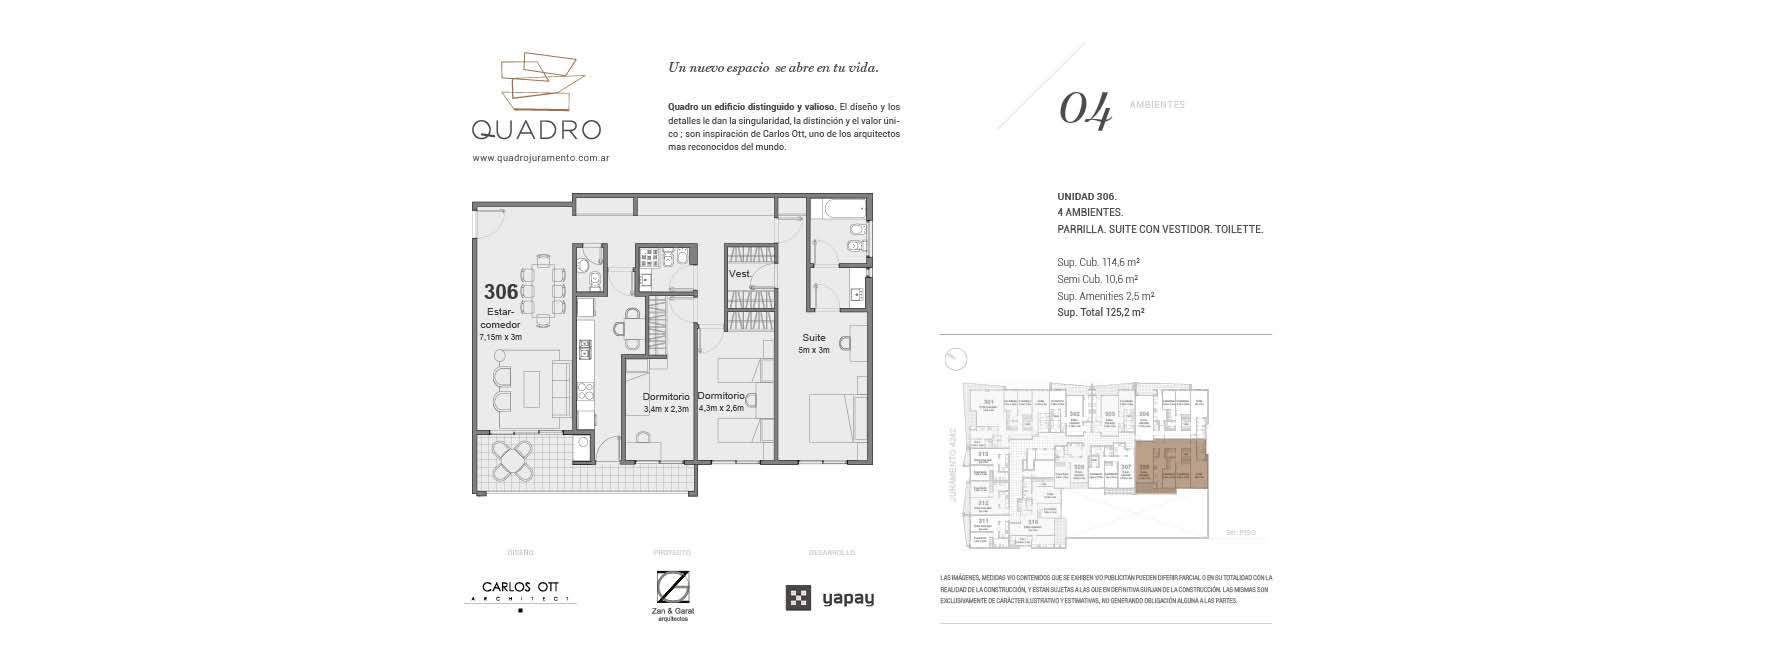 QUADRO
www.quadrojuramento.com.ar
Un nuevo espacio se abre en tu vida.
Quadro un edificio distinguido y valioso. El diseño y los
detalles le dan la singularidad, la distinción y el valor úni-
co ; son inspiración de Carlos Ott, uno de los arquitectos
mas reconocidos del mundo.
04 AMBIENTES
UNIDAD 306.
4 AMBIENTES.
PARRILLA. SUITE CON VESTIDOR. TOILETTE.
Sup. Cub. 114,6 m²
Semi Cub. 10,6 m²
Sup. Amenities 2,5 m²
Sup. Total 125,2 m²
306
Estar-
comedor
7,15m x 3m
Vest.
Suite
5m x 3m
Dormitorio
3,4m x 2,3m
Dormitorio
4,3m x 2,6m
JURAMENTO 4242
301
302
303
304
313
307
306
312
311
310
3er. PISO
DISEÑO
PROYECTO
DESARROLLO
CARLOS OTT
ARCHITECT
Zan & Garat
arquitectos
yapay
LAS IMÁGENES, MEDIDAS Y/O CONTENIDOS QUE SE EXHIBEN Y/O PUBLICITAN PUEDEN DIFERIR PARCIAL O EN SU TOTALIDAD CON LA
REALIDAD DE LA CONSTRUCCIÓN, Y ESTAN SUJETAS A LAS QUE EN DEFINITIVA SURJAN DE LA CONSTRUCCIÓN. LAS MISMAS SON
EXCLUSIVAMENTE DE CARÁCTER ILUSTRATIVO Y ESTIMATIVAS, NO GENERANDO OBLIGACIÓN ALGUNA A LAS PARTES.